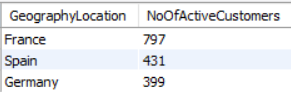 GeographyLocation NoOfActiveCustomers
France 797
Spain 431
Germany 399